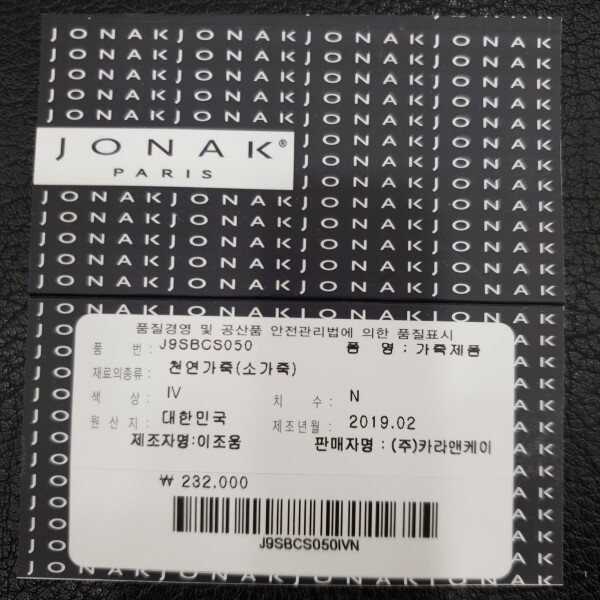 JONAKJONAKJONAKJONAK
JONAKJONAKJONAKJONAK
JONAKJONAKJONAKJONAK
JONAKJONAKJONAKJONAK
JONAKJONAKJONAKJONAK
JONAK® JONAKJONAK
PARIS JONAKJONAK
JONAKJONAKJONAKJONAK
JONAKJONAKJONAKJONAK
JONAKJONAKJONAKJONAK
JONAKJONAKJONAKJONAK
JONAKJONAKJONAKJONAK
품질경영 및 공산품 안전관리법에 의한 품질표시
품 번 : J9SBCS050 품 명 : 가죽제품
재료의종류 : 천연가죽(소가죽)
색 상 : IV 치 수 : N
원 산 지 : 대한민국 제조년월 : 2019.02
제조자명:이조움 판매자명 : (주)카라앤케이
₩ 232,000
J9SBCS050IVN
JONAKJONAKJONAKJONAK